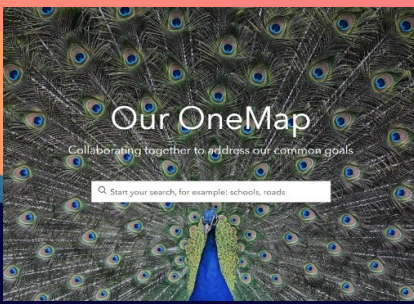 Our OneMap
Collaborating together to address our common goals
Start your search, for example: schools, roads